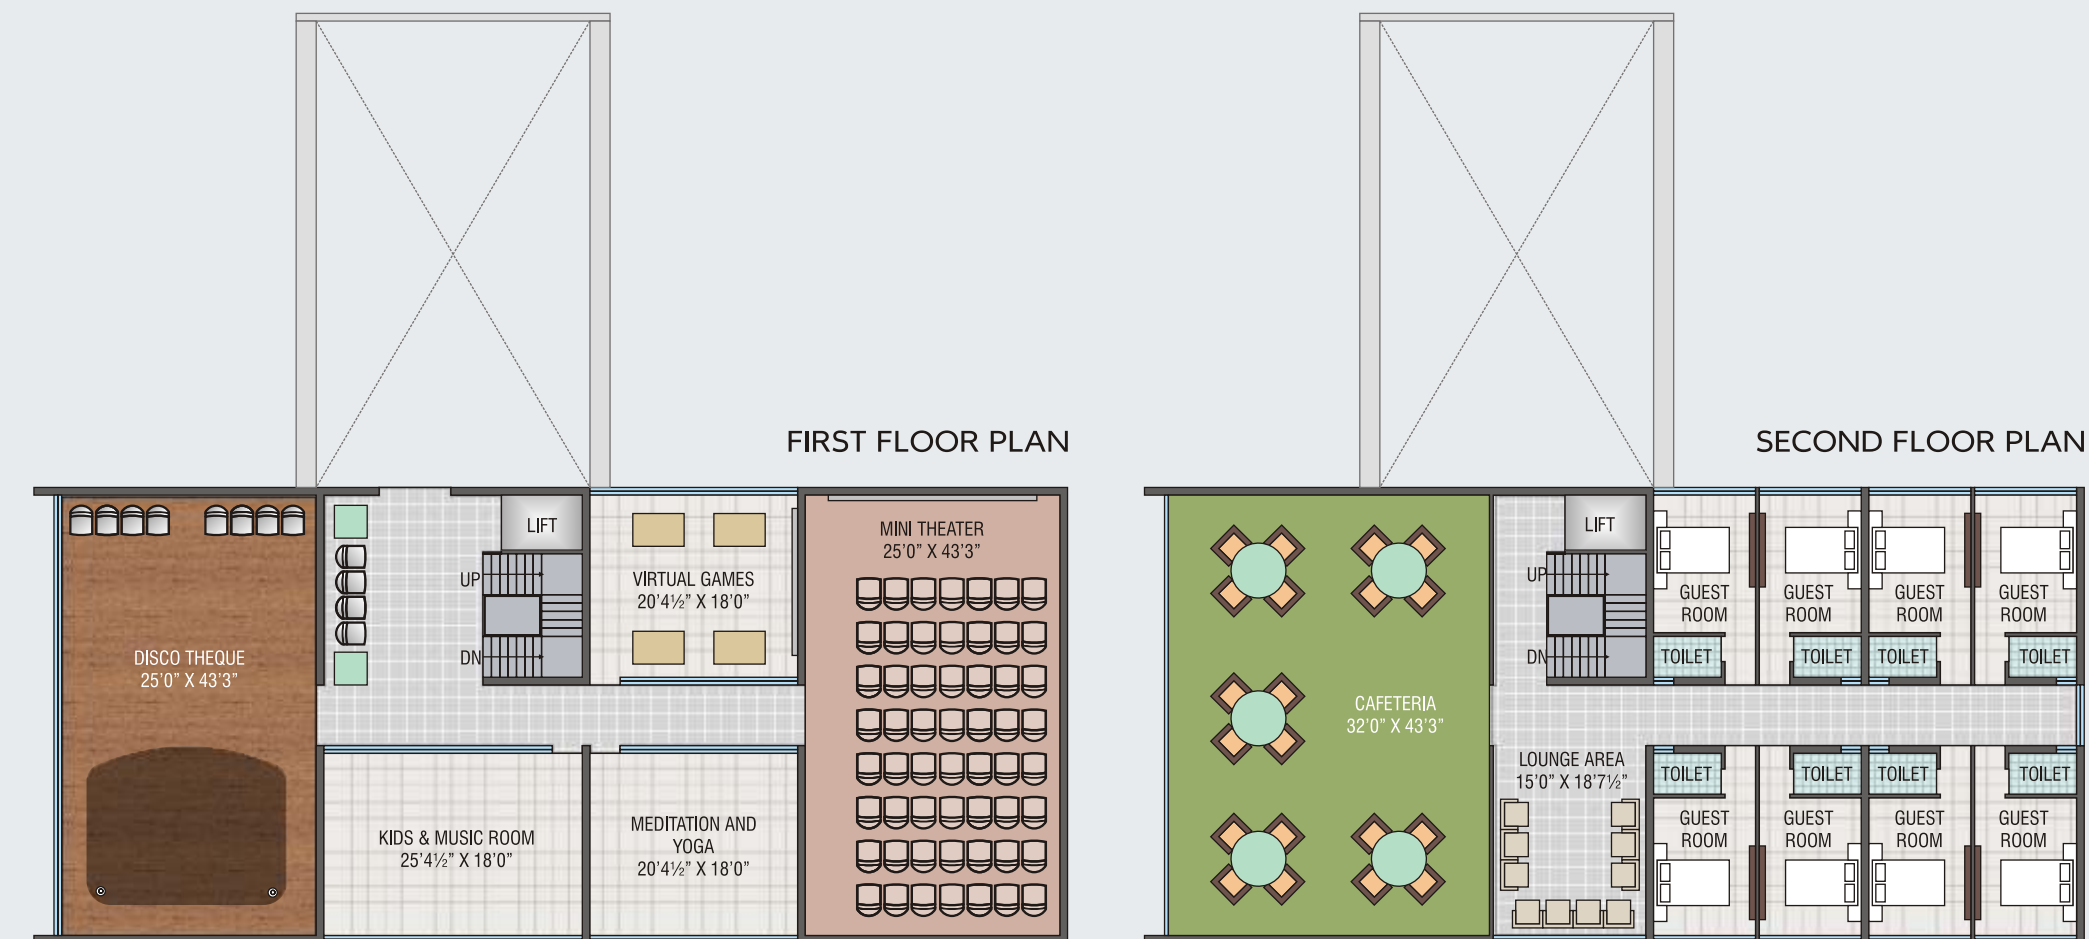 FIRST FLOOR PLAN
LIFT
UP
DN
DISCO THEQUE
25'0" X 43'3"
VIRTUAL GAMES
20'4½" X 18'0"
MINI THEATER
25'0" X 43'3"
KIDS & MUSIC ROOM
25'4½" X 18'0"
MEDITATION AND
YOGA
20'4½" X 18'0"
SECOND FLOOR PLAN
LIFT
UP
DN
CAFETERIA
32'0" X 43'3"
LOUNGE AREA
15'0" X 18'7½"
GUEST
ROOM
GUEST
ROOM
GUEST
ROOM
GUEST
ROOM
TOILET
TOILET
TOILET
TOILET
TOILET
TOILET
TOILET
TOILET
GUEST
ROOM
GUEST
ROOM
GUEST
ROOM
GUEST
ROOM